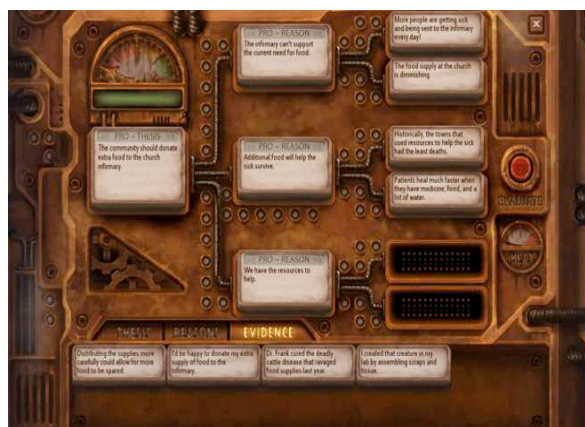 PRO – REASON
The infirmary can't support
the current need for food.
More people are getting sick
and being sent to the infirmary
every day!
The food supply at the church
is diminishing.
PRO – THESIS
The community should donate
extra food to the church
infirmary.
PRO – REASON
Additional food will help the
sick survive.
Historically, the towns that
used resources to help the sick
had the least deaths.
Patients heal much faster when
they have medicine, food, and a
lot of water.
EVALUATE
HELP
PRO – REASON
We have the resources to
help.
THESIS
REASONS
EVIDENCE
Distributing the supplies more
carefully could allow for more
food to be spared.
I'd be happy to donate my extra
supply of food to the
infirmary.
Dr. Frank cured the deadly
cattle disease that ravaged
food supplies last year.
I created that creature in my
lab by assembling scraps and
tissue.